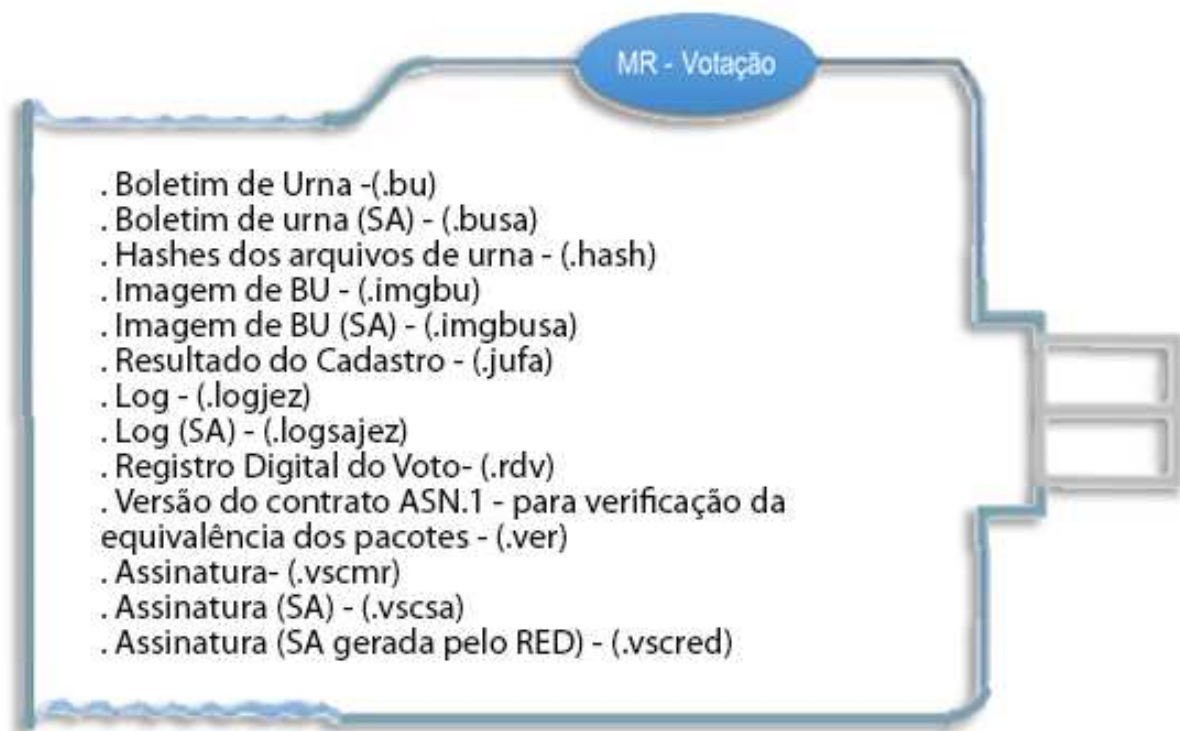 MR - Votação
. Boletim de Urna -(.bu)
. Boletim de urna (SA) - (.busa)
. Hashes dos arquivos de urna - (.hash)
. Imagem de BU - (.imgbu)
. Imagem de BU (SA) - (.imgbusa)
. Resultado do Cadastro - (.jufa)
. Log - (.logjez)
. Log (SA) - (.logsajez)
. Registro Digital do Voto- (.rdv)
. Versão do contrato ASN.1 - para verificação da
equivalência dos pacotes - (.ver)
. Assinatura- (.vscmr)
. Assinatura (SA) - (.vscsa)
. Assinatura (SA gerada pelo RED) - (.vscred)